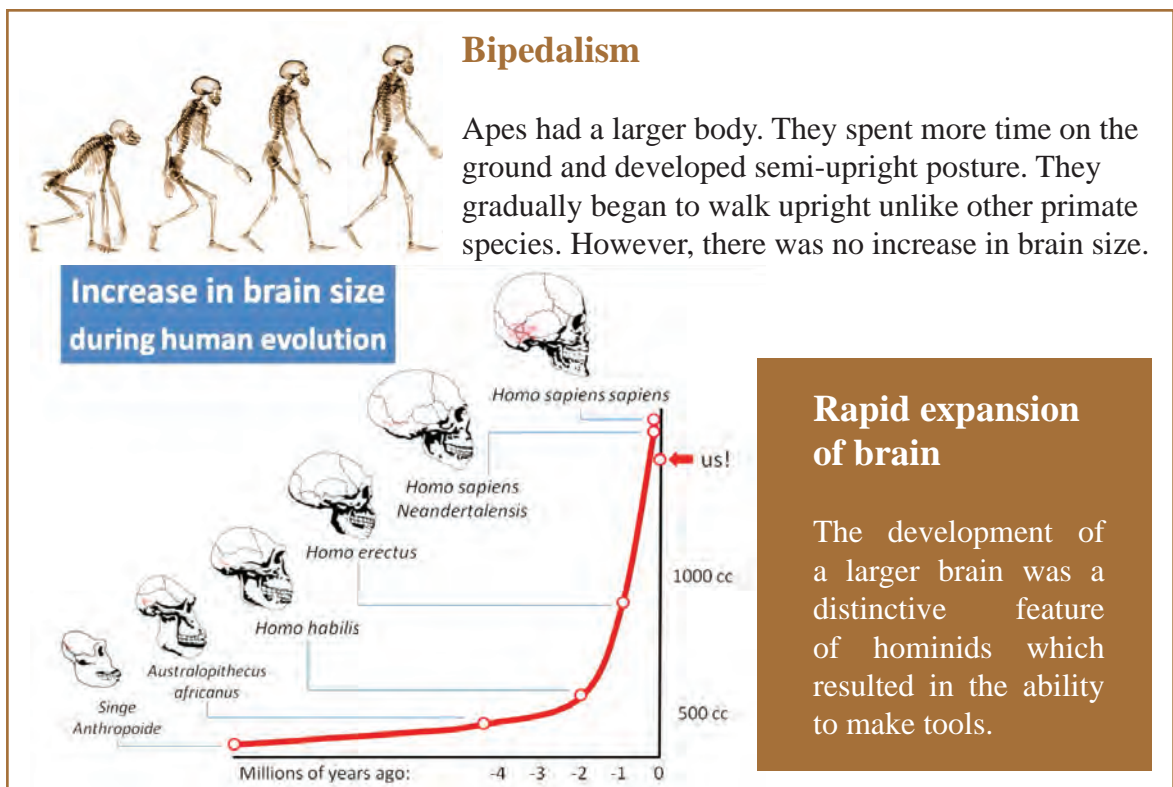 Bipedalism
Apes had a larger body. They spent more time on the
ground and developed semi-upright posture. They
gradually began to walk upright unlike other primate
species. However, there was no increase in brain size.
Increase in brain size
during human evolution
Homo sapiens sapiens
us!
Homo sapiens
Neandertalensis
Homo erectus
1000 cc
Homo habilis
Australopithecus
africanus
Singe
Anthropoide
500 cc
Millions of years ago: -4 -3 -2 -1 0
Rapid expansion
of brain
The development of
a larger brain was a
distinctive feature
of hominids which
resulted in the ability
to make tools.